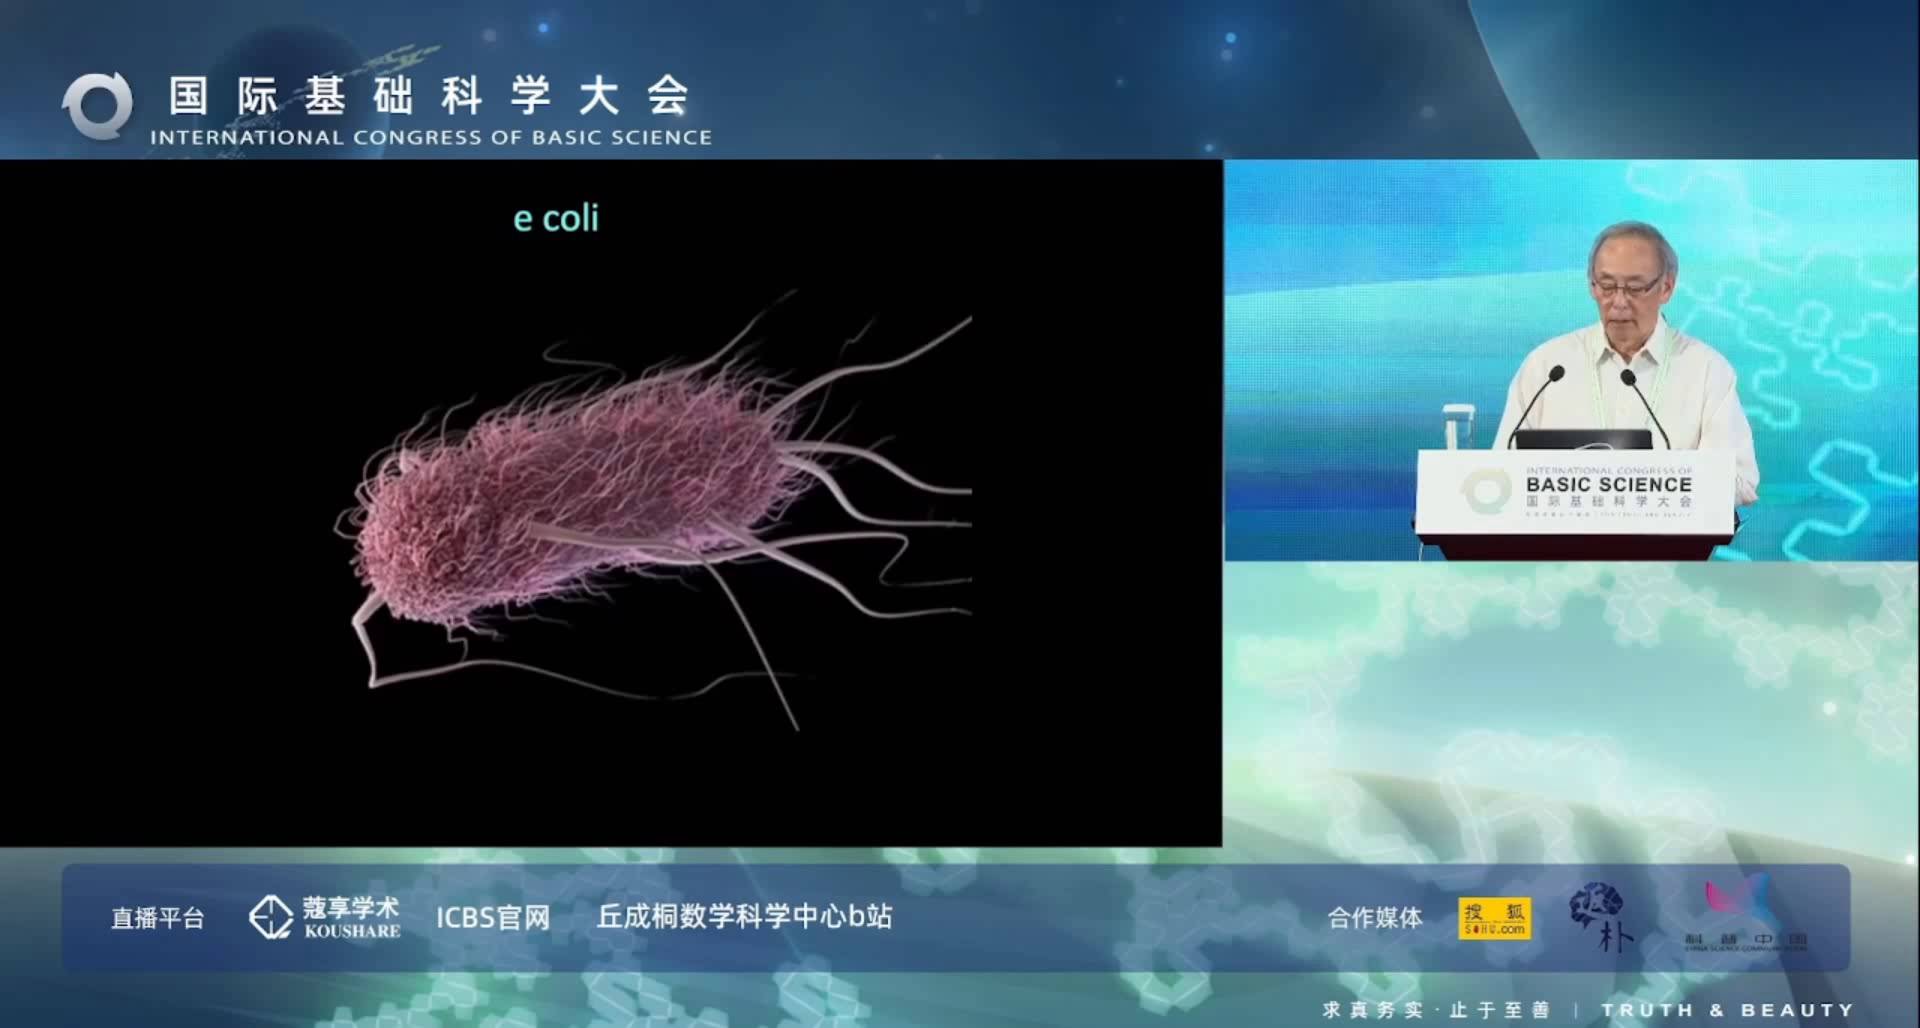 国际基础科学大会
INTERNATIONAL CONGRESS OF BASIC SCIENCE
e coli
INTERNATIONAL CONGRESS OF
BASIC SCIENCE
国际基础科学大会
直播平台
蔻享学术
KOUSHARE
ICBS官网
丘成桐数学科学中心b站
合作媒体
搜狐
SOHU.com
朴
科普中国
求真务实·止于至善 | TRUTH & BEAUTY